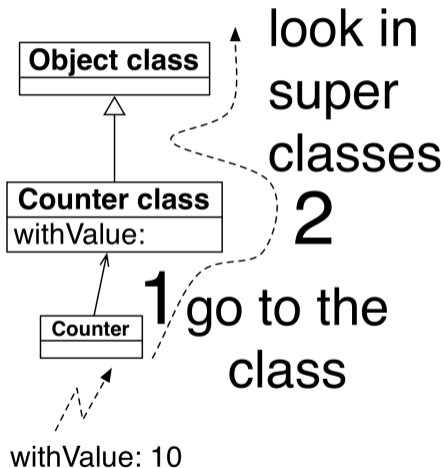 Object class
look in
super
classes
2
Counter class
withValue:
1
go to the
class
Counter
withValue: 10